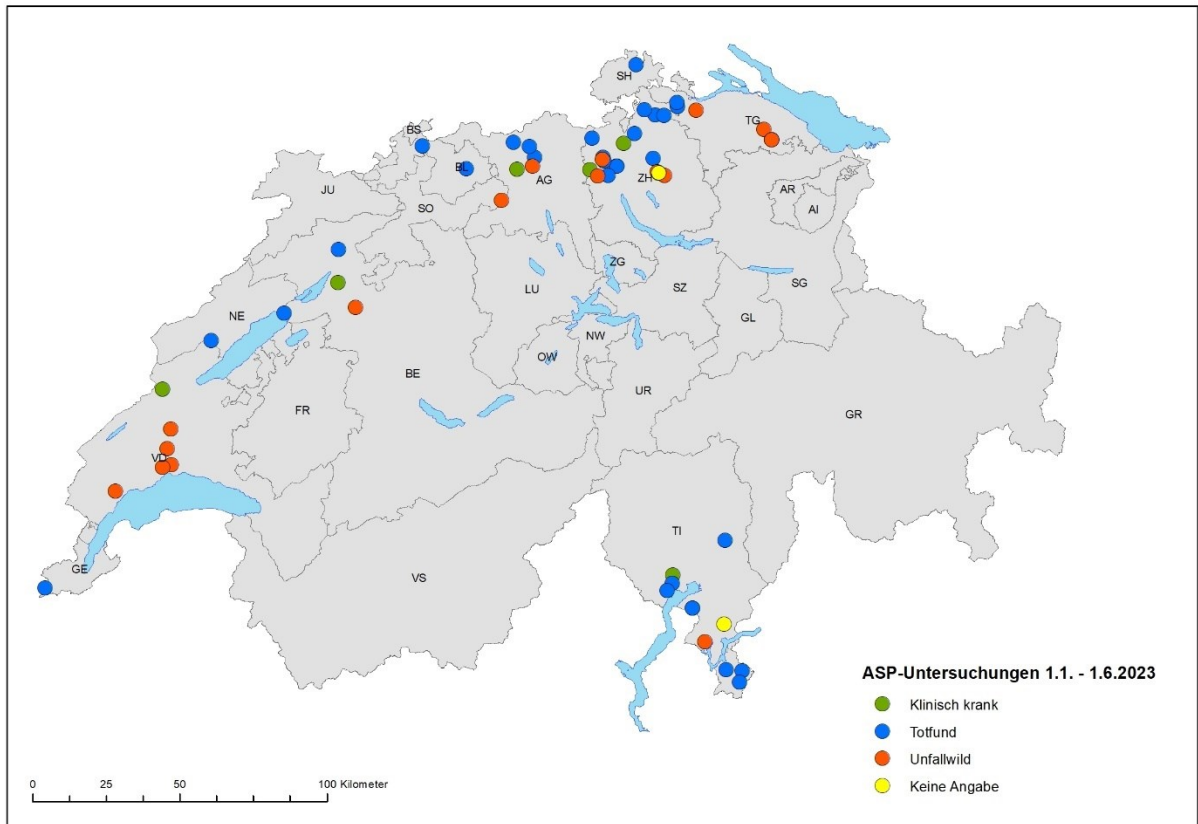 SH
BS
TG
BL
AG
ZH
JU
AR
SO
AI
ZG
LU
SZ
SG
NE
GL
NW
OW
BE
UR
FR
GR
VD
TI
GE
VS
ASP-Untersuchungen 1.1. - 1.6.2023
Klinisch krank
Totfund
Unfallwild
Keine Angabe
0 25 50 100 Kilometer